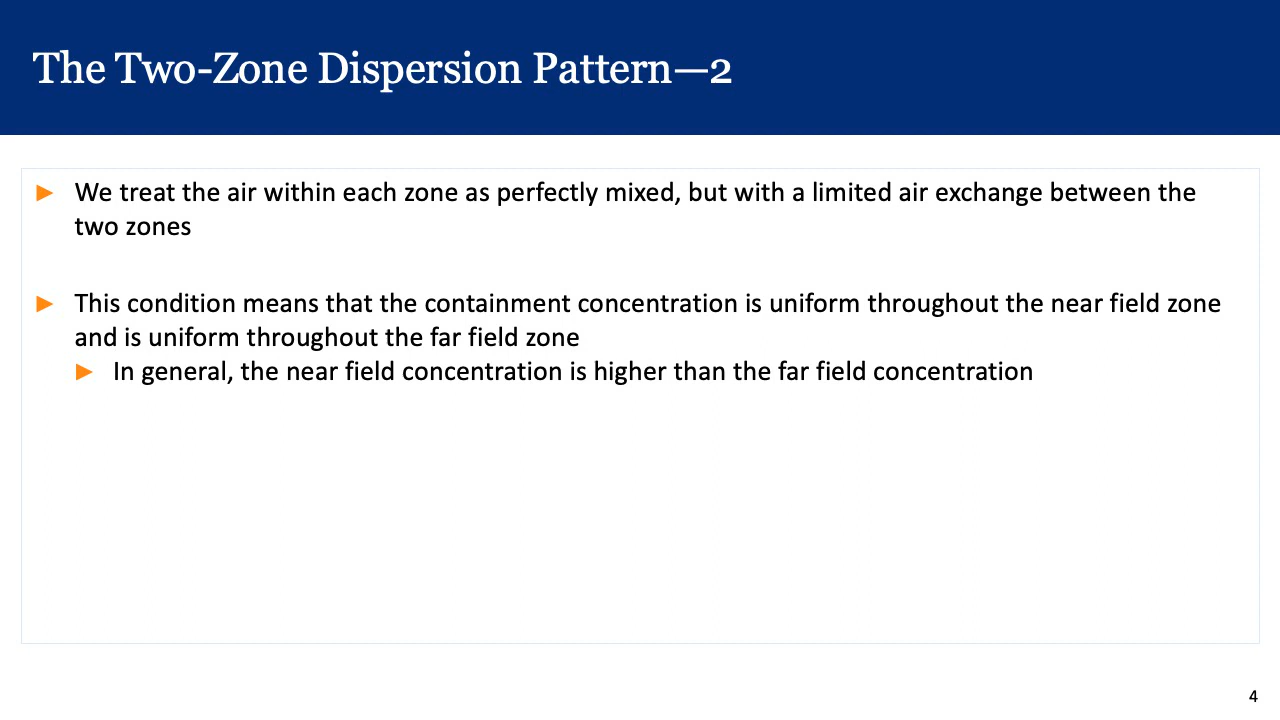 The Two-Zone Dispersion Pattern—2
► We treat the air within each zone as perfectly mixed, but with a limited air exchange between the
two zones
► This condition means that the containment concentration is uniform throughout the near field zone
and is uniform throughout the far field zone
► In general, the near field concentration is higher than the far field concentration
4